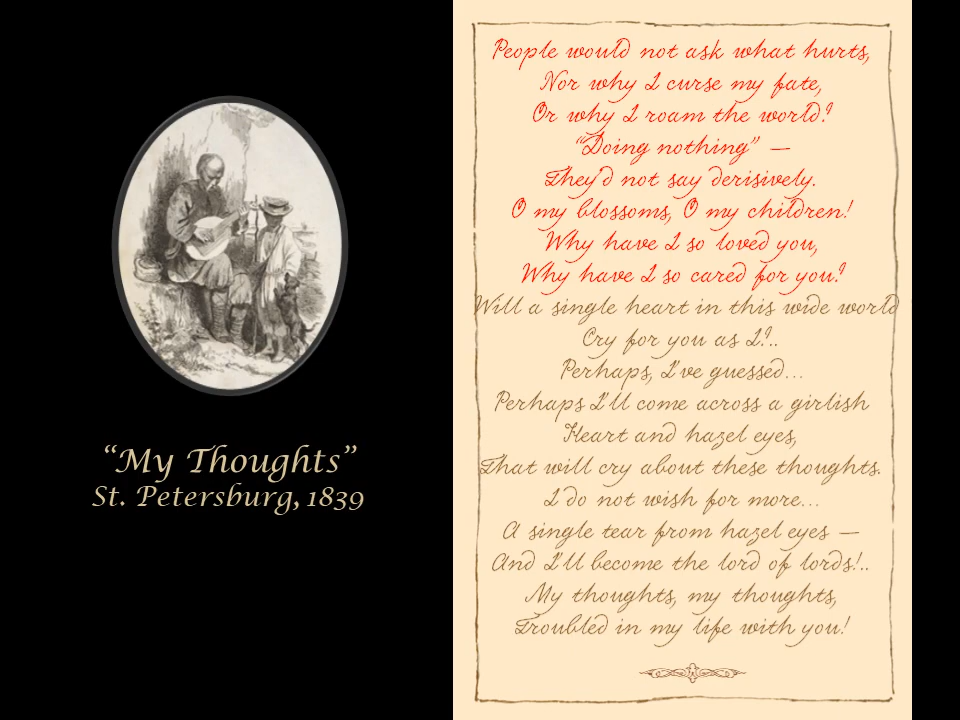 “My Thoughts”
St. Petersburg, 1839
People would not ask what hurts,
Nor why I curse my fate,
Or why I roam the world?
“Doing nothing” —
They'd not say derisively.
O my blossoms, O my children!
Why have I so loved you,
Why have I so cared for you?
Will a single heart in this wide world
Cry for you as I?..
Perhaps, I've guessed...
Perhaps I'll come across a girlish
Heart and hazel eyes,
That will cry about these thoughts.
I do not wish for more...
A single tear from hazel eyes —
And I'll become the lord of lords!..
My thoughts, my thoughts,
Troubled in my life with you!